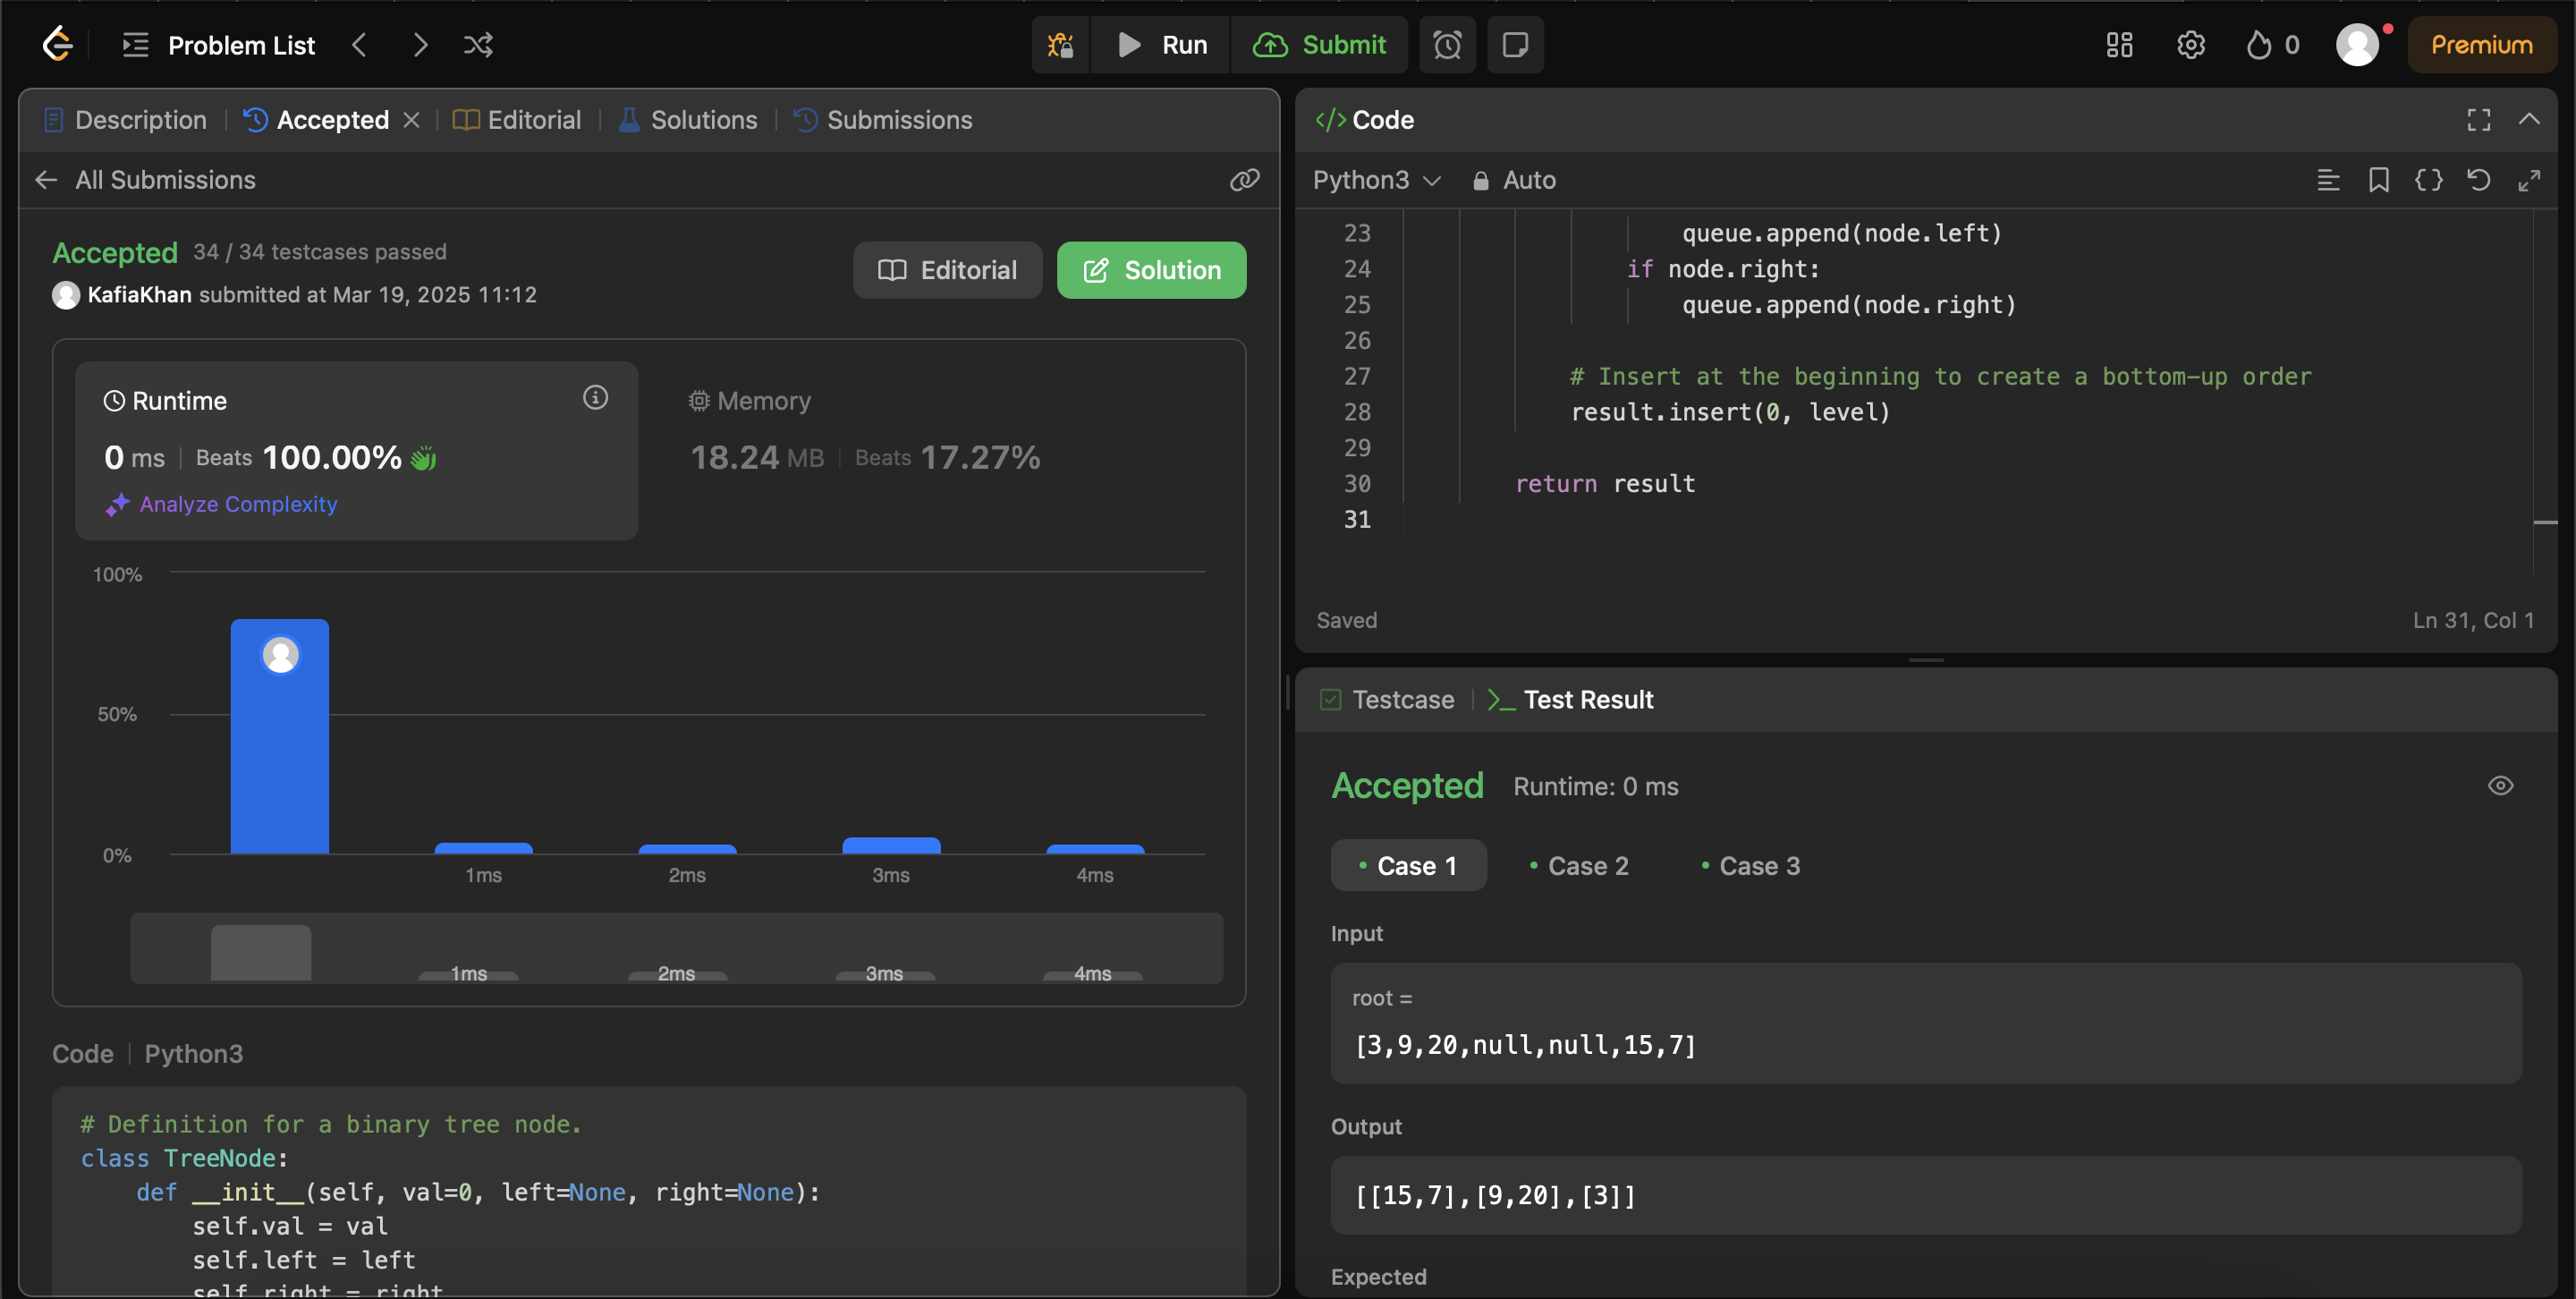 Problem List
Run
Submit
0
Premium
Description
Accepted
Editorial
Solutions
Submissions
All Submissions
Accepted 34 / 34 testcases passed
KafiaKhan submitted at Mar 19, 2025 11:12
Editorial
Solution
Runtime
0 ms | Beats 100.00%
Analyze Complexity
Memory
18.24 MB | Beats 17.27%
100%
50%
0%
1ms 2ms 3ms 4ms
1ms 2ms 3ms 4ms
Code | Python3
# Definition for a binary tree node.
class TreeNode:
    def __init__(self, val=0, left=None, right=None):
        self.val = val
        self.left = left
        self.right = right
</> Code
Python3
Auto
23 queue.append(node.left)
24 if node.right:
25 queue.append(node.right)
26
27 # Insert at the beginning to create a bottom-up order
28 result.insert(0, level)
29
30 return result
31
Saved
Ln 31, Col 1
Testcase
Test Result
Accepted Runtime: 0 ms
Case 1
Case 2
Case 3
Input
root =
[3,9,20,null,null,15,7]
Output
[[15,7],[9,20],[3]]
Expected